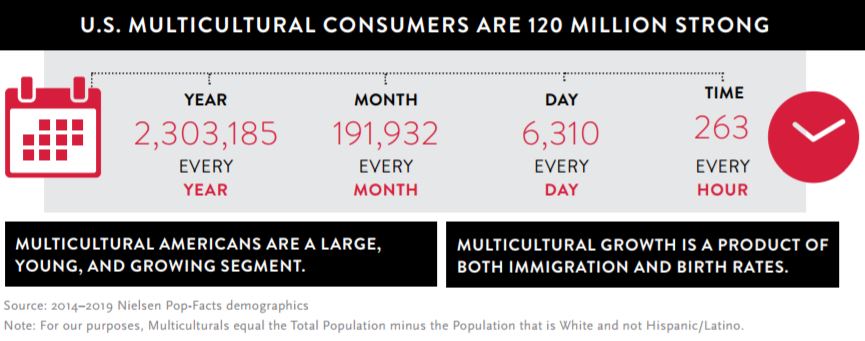 U.S. MULTICULTURAL CONSUMERS ARE 120 MILLION STRONG
YEAR
2,303,185
EVERY
YEAR
MONTH
191,932
EVERY
MONTH
DAY
6,310
EVERY
DAY
TIME
263
EVERY
HOUR
MULTICULTURAL AMERICANS ARE A LARGE,
YOUNG, AND GROWING SEGMENT.
MULTICULTURAL GROWTH IS A PRODUCT OF
BOTH IMMIGRATION AND BIRTH RATES.
Source: 2014–2019 Nielsen Pop-Facts demographics
Note: For our purposes, Multiculturals equal the Total Population minus the Population that is White and not Hispanic/Latino.